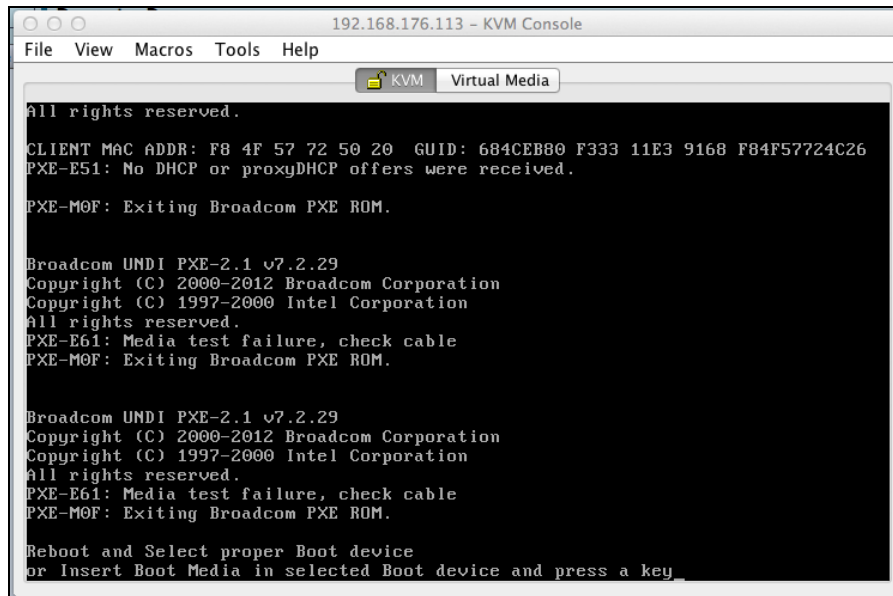 192.168.176.113 – KVM Console
File View Macros Tools Help
KVM Virtual Media
All rights reserved.
CLIENT MAC ADDR: F8 4F 57 72 50 20 GUID: 684CEB80 F333 11E3 9168 F84F57724C26
PXE-E51: No DHCP or proxyDHCP offers were received.
PXE-M0F: Exiting Broadcom PXE ROM.
Broadcom UNDI PXE-2.1 v7.2.29
Copyright (C) 2000-2012 Broadcom Corporation
Copyright (C) 1997-2000 Intel Corporation
All rights reserved.
PXE-E61: Media test failure, check cable
PXE-M0F: Exiting Broadcom PXE ROM.
Broadcom UNDI PXE-2.1 v7.2.29
Copyright (C) 2000-2012 Broadcom Corporation
Copyright (C) 1997-2000 Intel Corporation
All rights reserved.
PXE-E61: Media test failure, check cable
PXE-M0F: Exiting Broadcom PXE ROM.
Reboot and Select proper Boot device
or Insert Boot Media in selected Boot device and press a key_